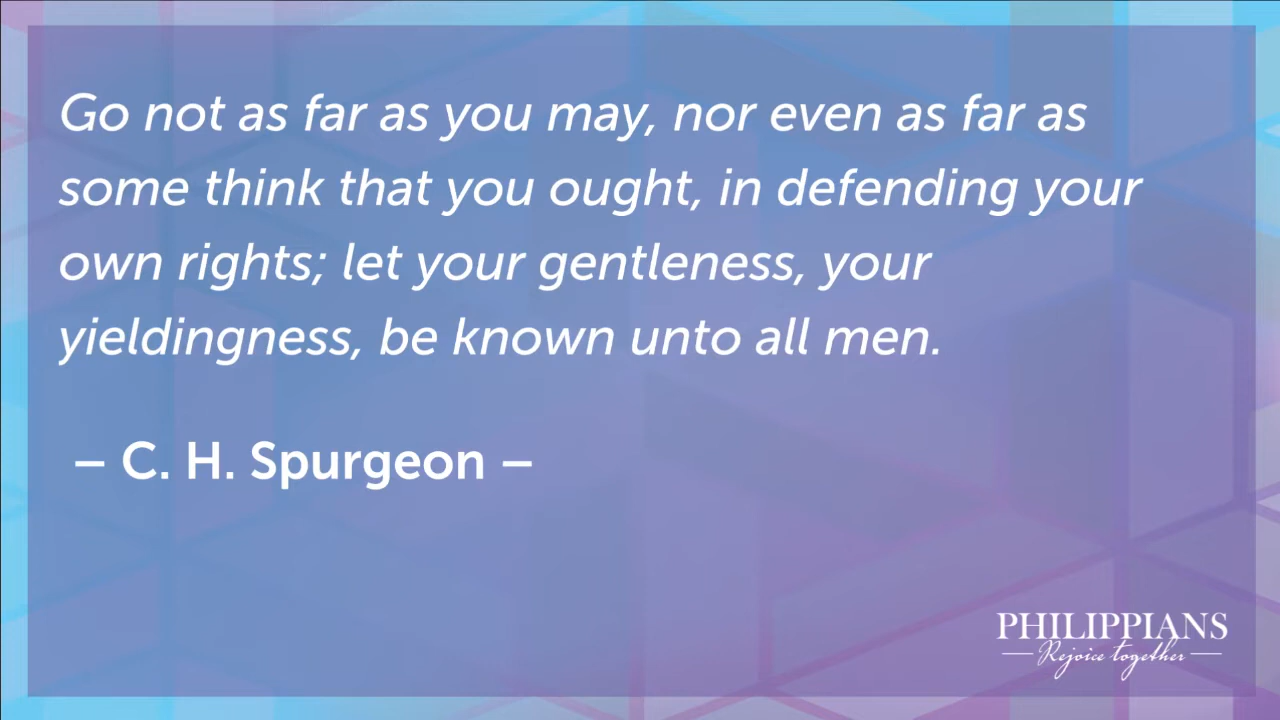 Go not as far as you may, nor even as far as
some think that you ought, in defending your
own rights; let your gentleness, your
yieldingness, be known unto all men.
– C. H. Spurgeon –
PHILIPPIANS
Rejoice together